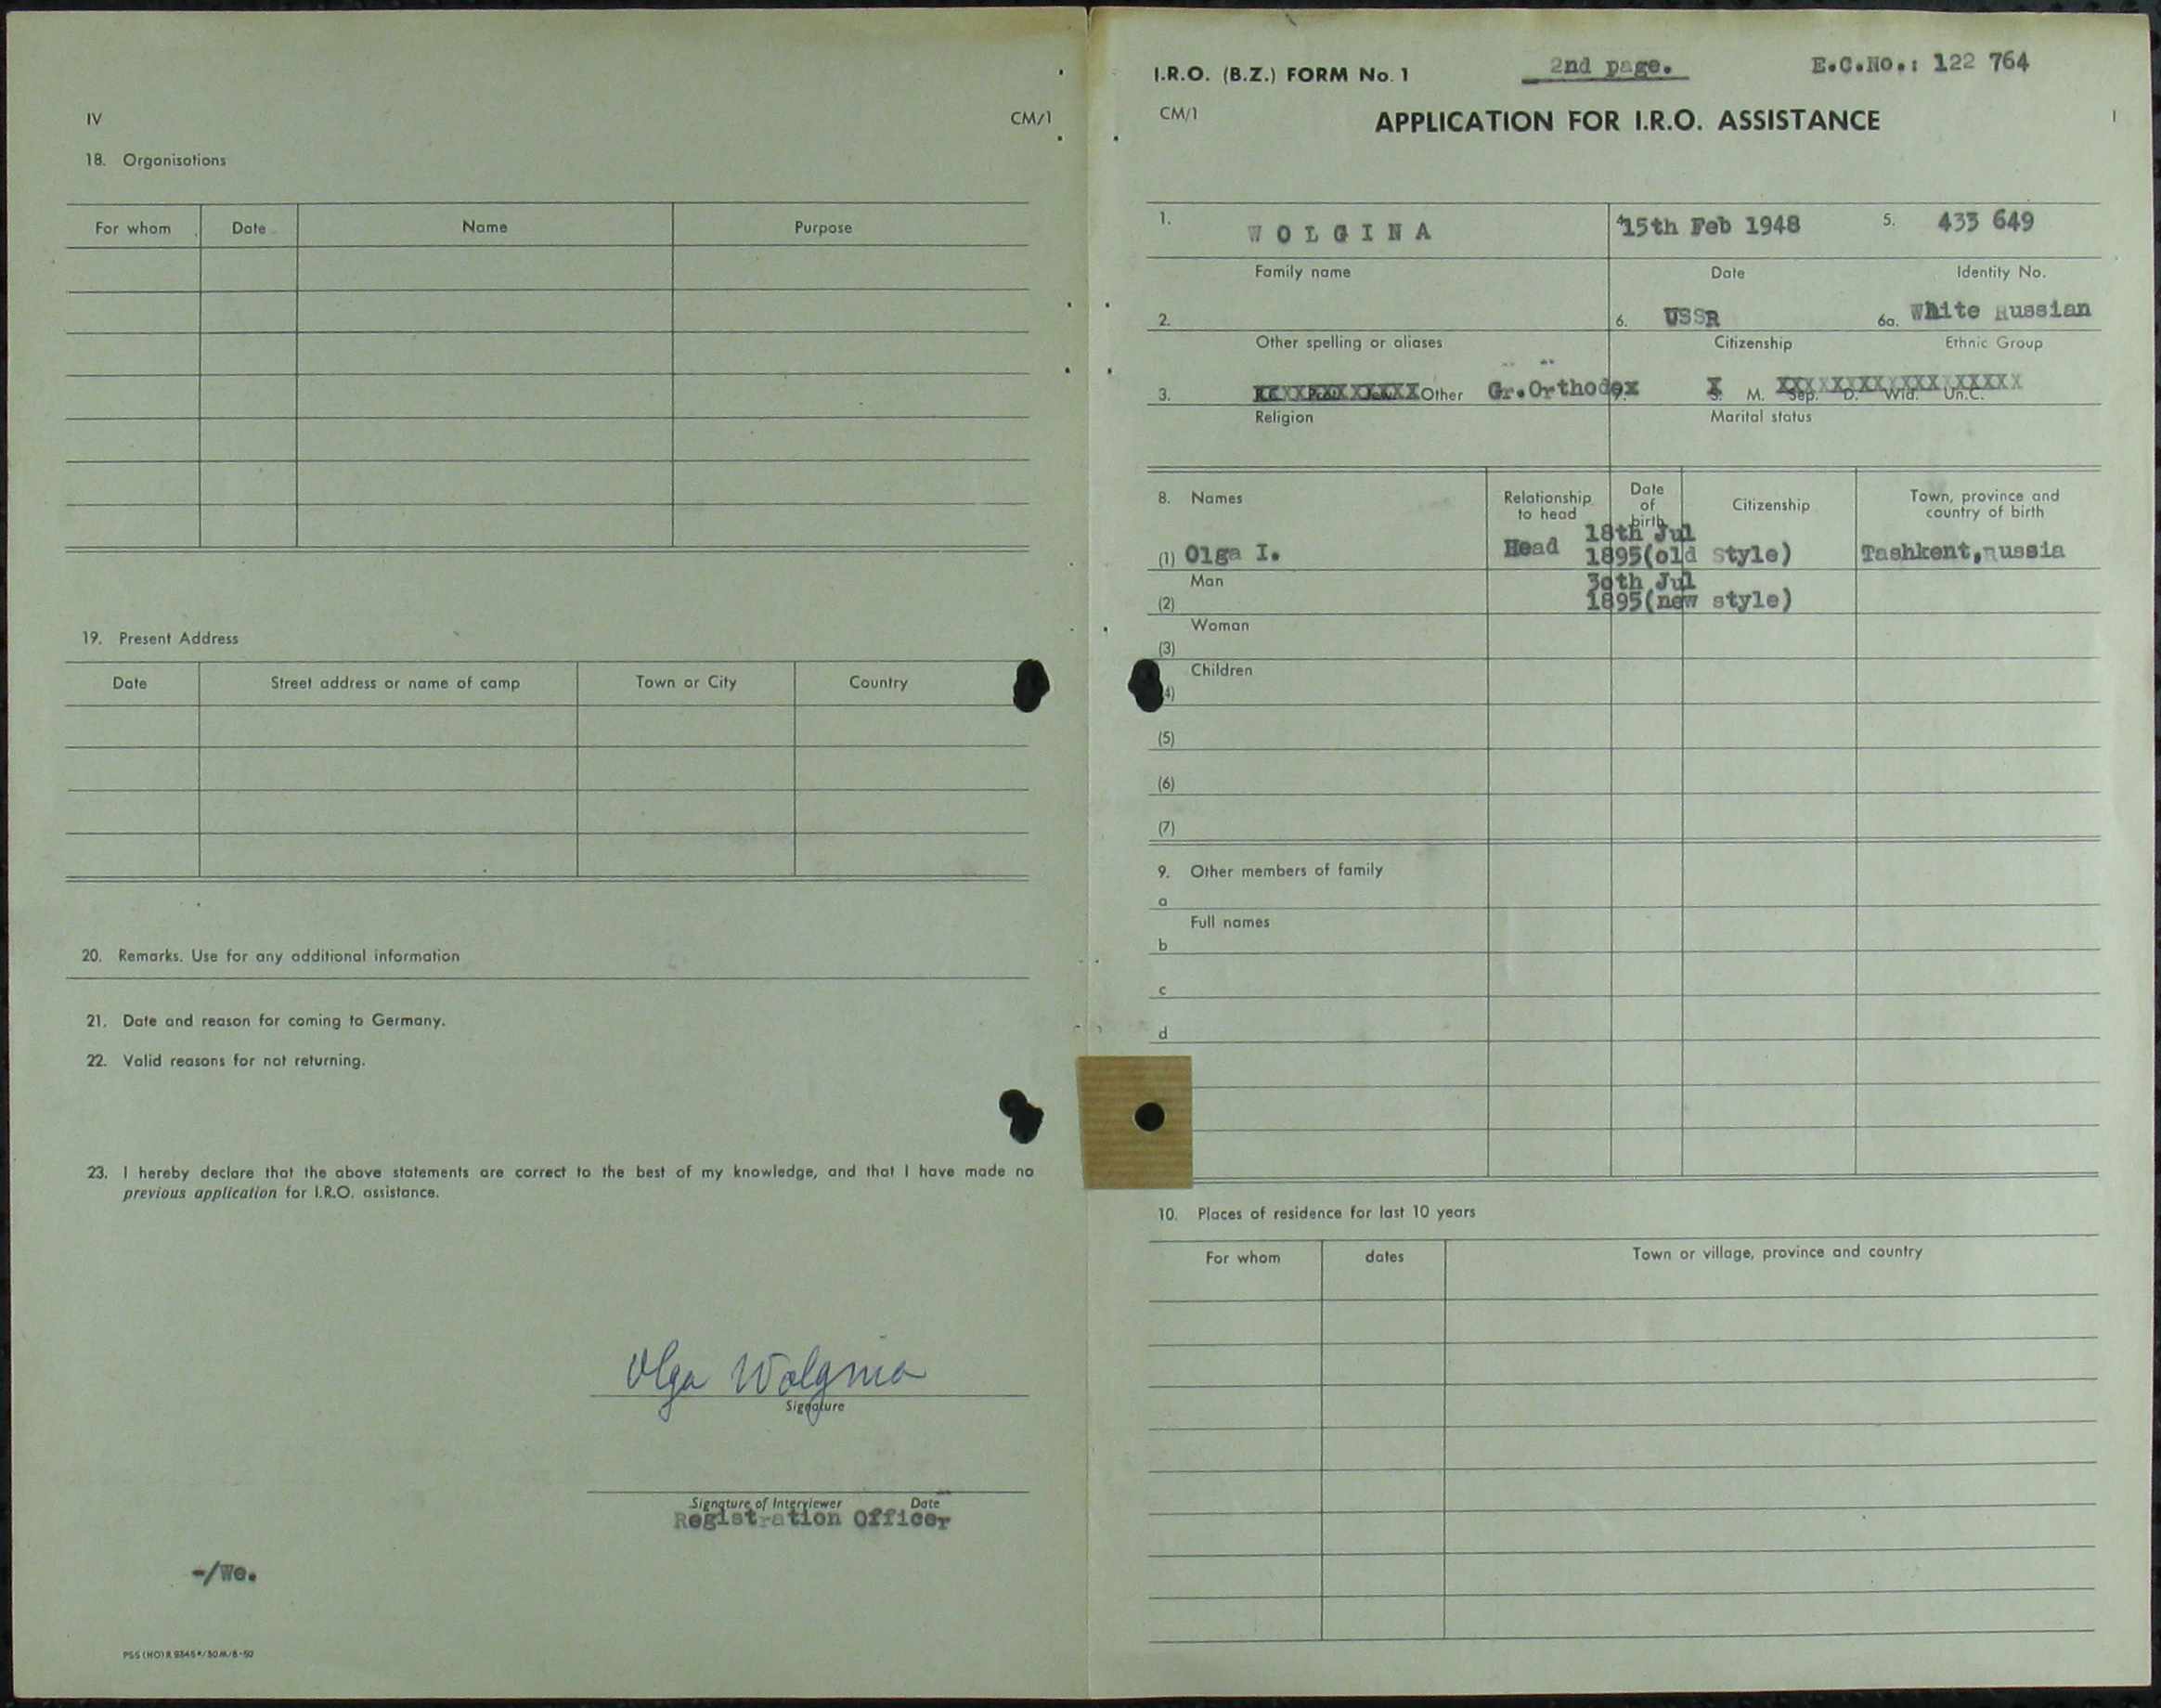 IV
CM/1
18. Organisations
For whom Date Name Purpose
19. Present Address
Date Street address or name of camp Town or City Country
20. Remarks. Use for any additional information
21. Date and reason for coming to Germany.
22. Valid reasons for not returning.
23. I hereby declare that the above statements are correct to the best of my knowledge, and that I have made no
previous application for I.R.O. assistance.
Olga Wolgina
Signature
Signature of Interviewer Date
Registration Officer
-/We.
I.R.O. (B.Z.) FORM No. 1 2nd page. E.C.No.: 122 764
CM/1 APPLICATION FOR I.R.O. ASSISTANCE I
1. WOLGINA 4. 15th Feb 1948 5. 433 649
Family name Date Identity No.
2. 6. USSR 6a. White Russian
Other spelling or aliases Citizenship Ethnic Group
3. Other Gr.Orthodox 7. S. M. Sep. D. Wid. Un.C.
Religion Marital status
8. Names Relationship to head Date of birth Citizenship Town, province and country of birth
(1) Olga I. Head 18th Jul 1895(old style) Tashkent,Russia
Man 30th Jul
(2) 1895(new style)
Woman
(3)
Children
(4)
(5)
(6)
(7)
9. Other members of family
a
Full names
b
c
d
10. Places of residence for last 10 years
For whom dates Town or village, province and country